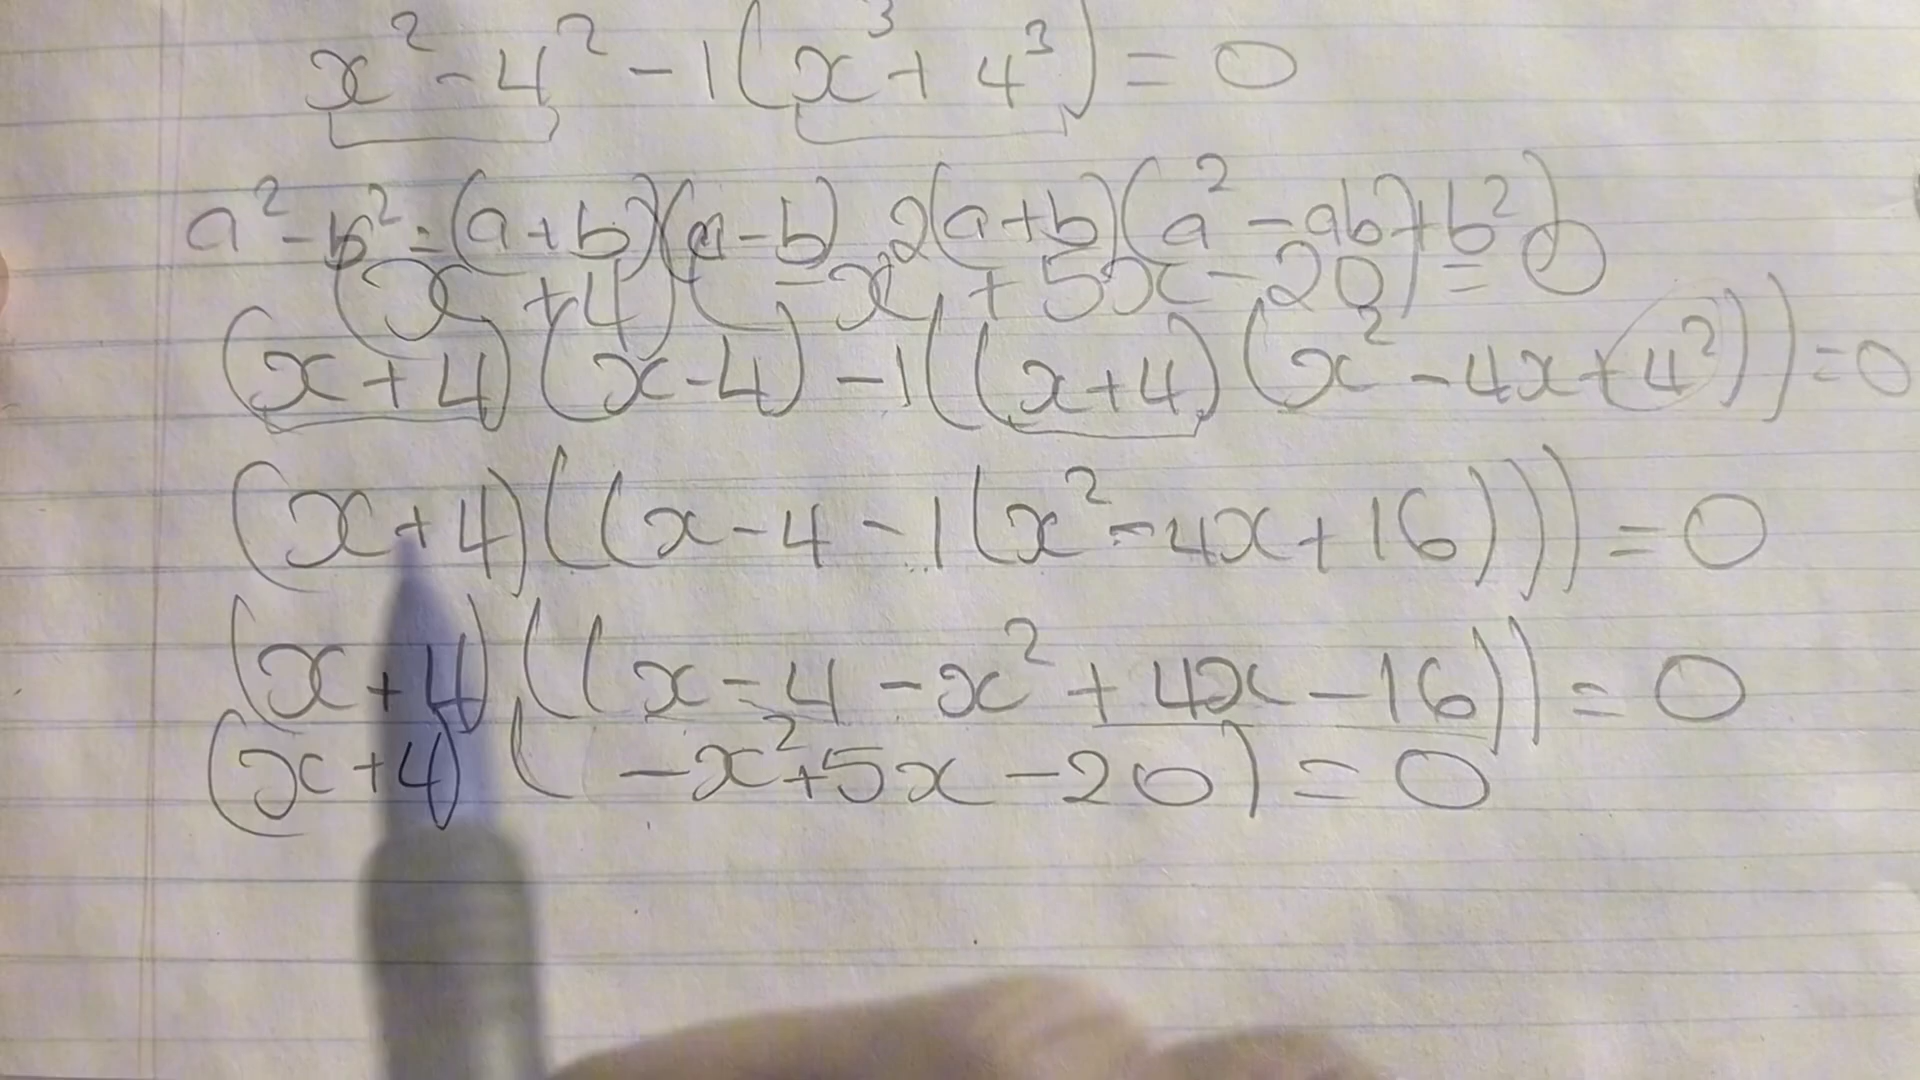 x² - 4² - 1(x³ + 4³) = 0
a² - b² = (a+b)(a-b) 2(a+b)(a² - ab + b²)
(x + 4)( -x + 5x - 20) = 0
(x+4)(x-4) - 1((x+4)(x² - 4x + 4²)) = 0
(x+4)((x-4 - 1(x² - 4x + 16))) = 0
(x+4)((x - 4 - x² + 4x - 16)) = 0
(x+4)( -x² + 5x - 20) = 0